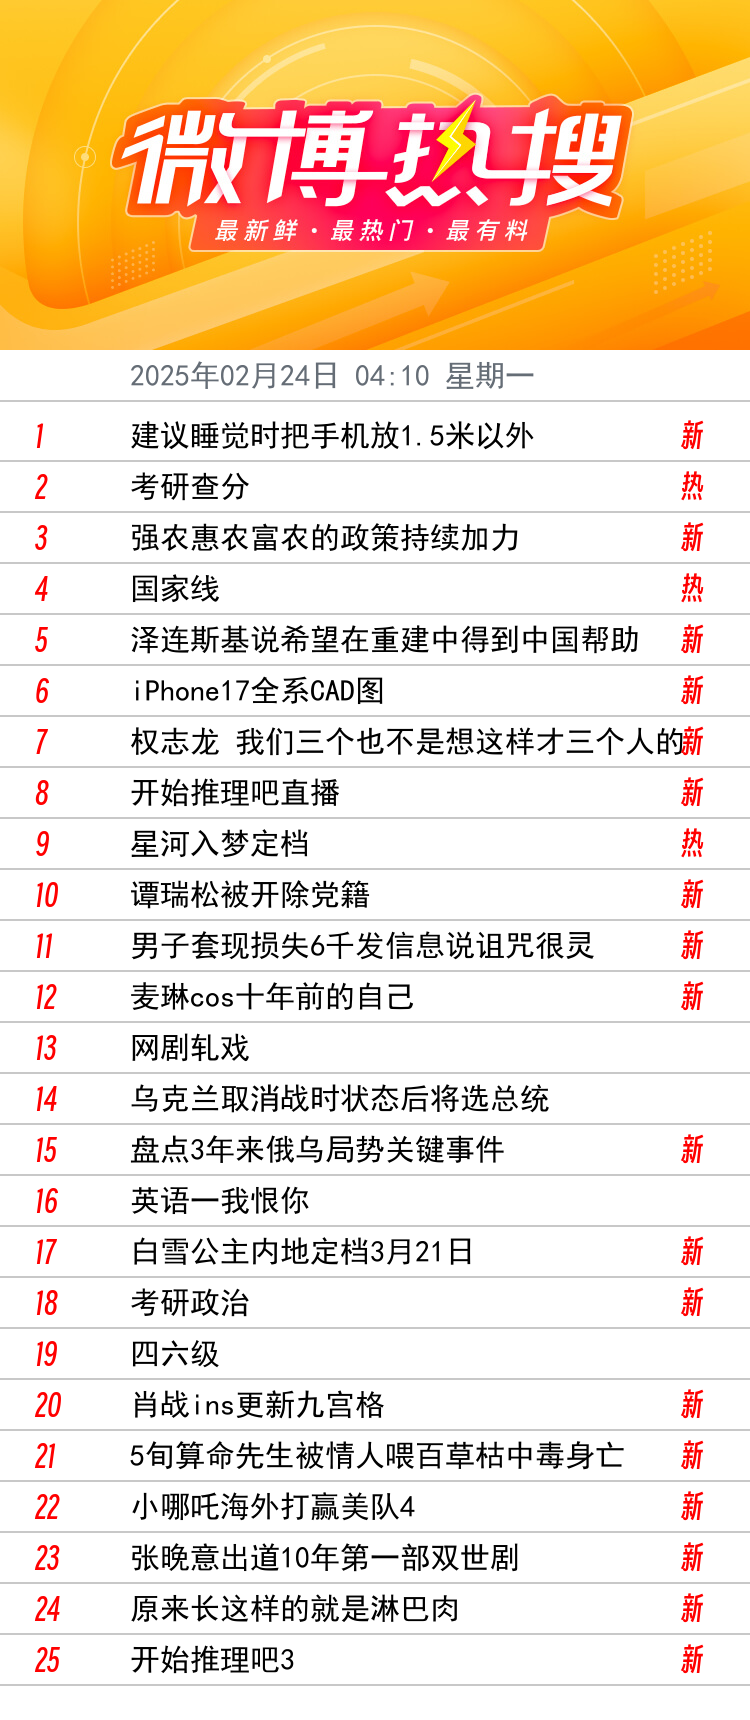 微博热搜
最新鲜·最热门·最有料
2025年02月24日 04:10 星期一
1 建议睡觉时把手机放1.5米以外 新
2 考研查分 热
3 强农惠农富农的政策持续加力 新
4 国家线 热
5 泽连斯基说希望在重建中得到中国帮助 新
6 iPhone17全系CAD图 新
7 权志龙 我们三个也不是想这样才三个人的 新
8 开始推理吧直播 新
9 星河入梦定档 热
10 谭瑞松被开除党籍 新
11 男子套现损失6千发信息说诅咒很灵 新
12 麦琳cos十年前的自己 新
13 网剧轧戏
14 乌克兰取消战时状态后将选总统
15 盘点3年来俄乌局势关键事件 新
16 英语一我恨你
17 白雪公主内地定档3月21日 新
18 考研政治 新
19 四六级
20 肖战ins更新九宫格 新
21 5旬算命先生被情人喂百草枯中毒身亡 新
22 小哪吒海外打赢美队4 新
23 张晚意出道10年第一部双世剧 新
24 原来长这样的就是淋巴肉 新
25 开始推理吧3 新